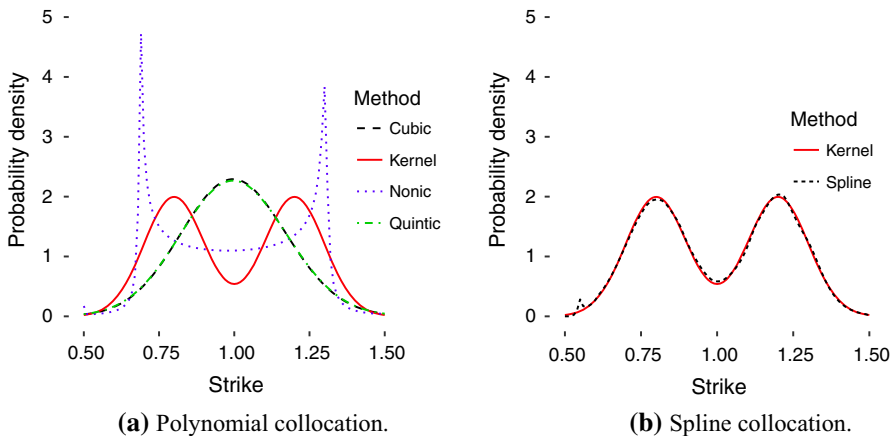 Probability density
5
4
3
2
1
0
0.50 0.75 1.00 1.25 1.50
Strike
Method
Cubic
Kernel
Nonic
Quintic
(a) Polynomial collocation.
Probability density
5
4
3
2
1
0
0.50 0.75 1.00 1.25 1.50
Strike
Method
Kernel
Spline
(b) Spline collocation.